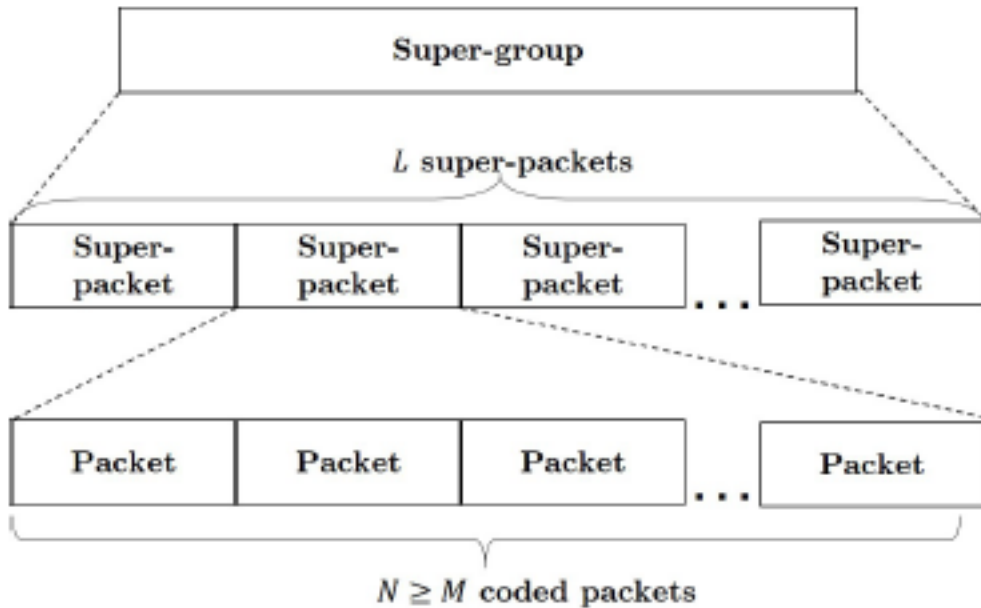 Super-group
L super-packets
Super-
packet
Super-
packet
Super-
packet
...
Super-
packet
Packet
Packet
Packet
...
Packet
N ≥ M coded packets